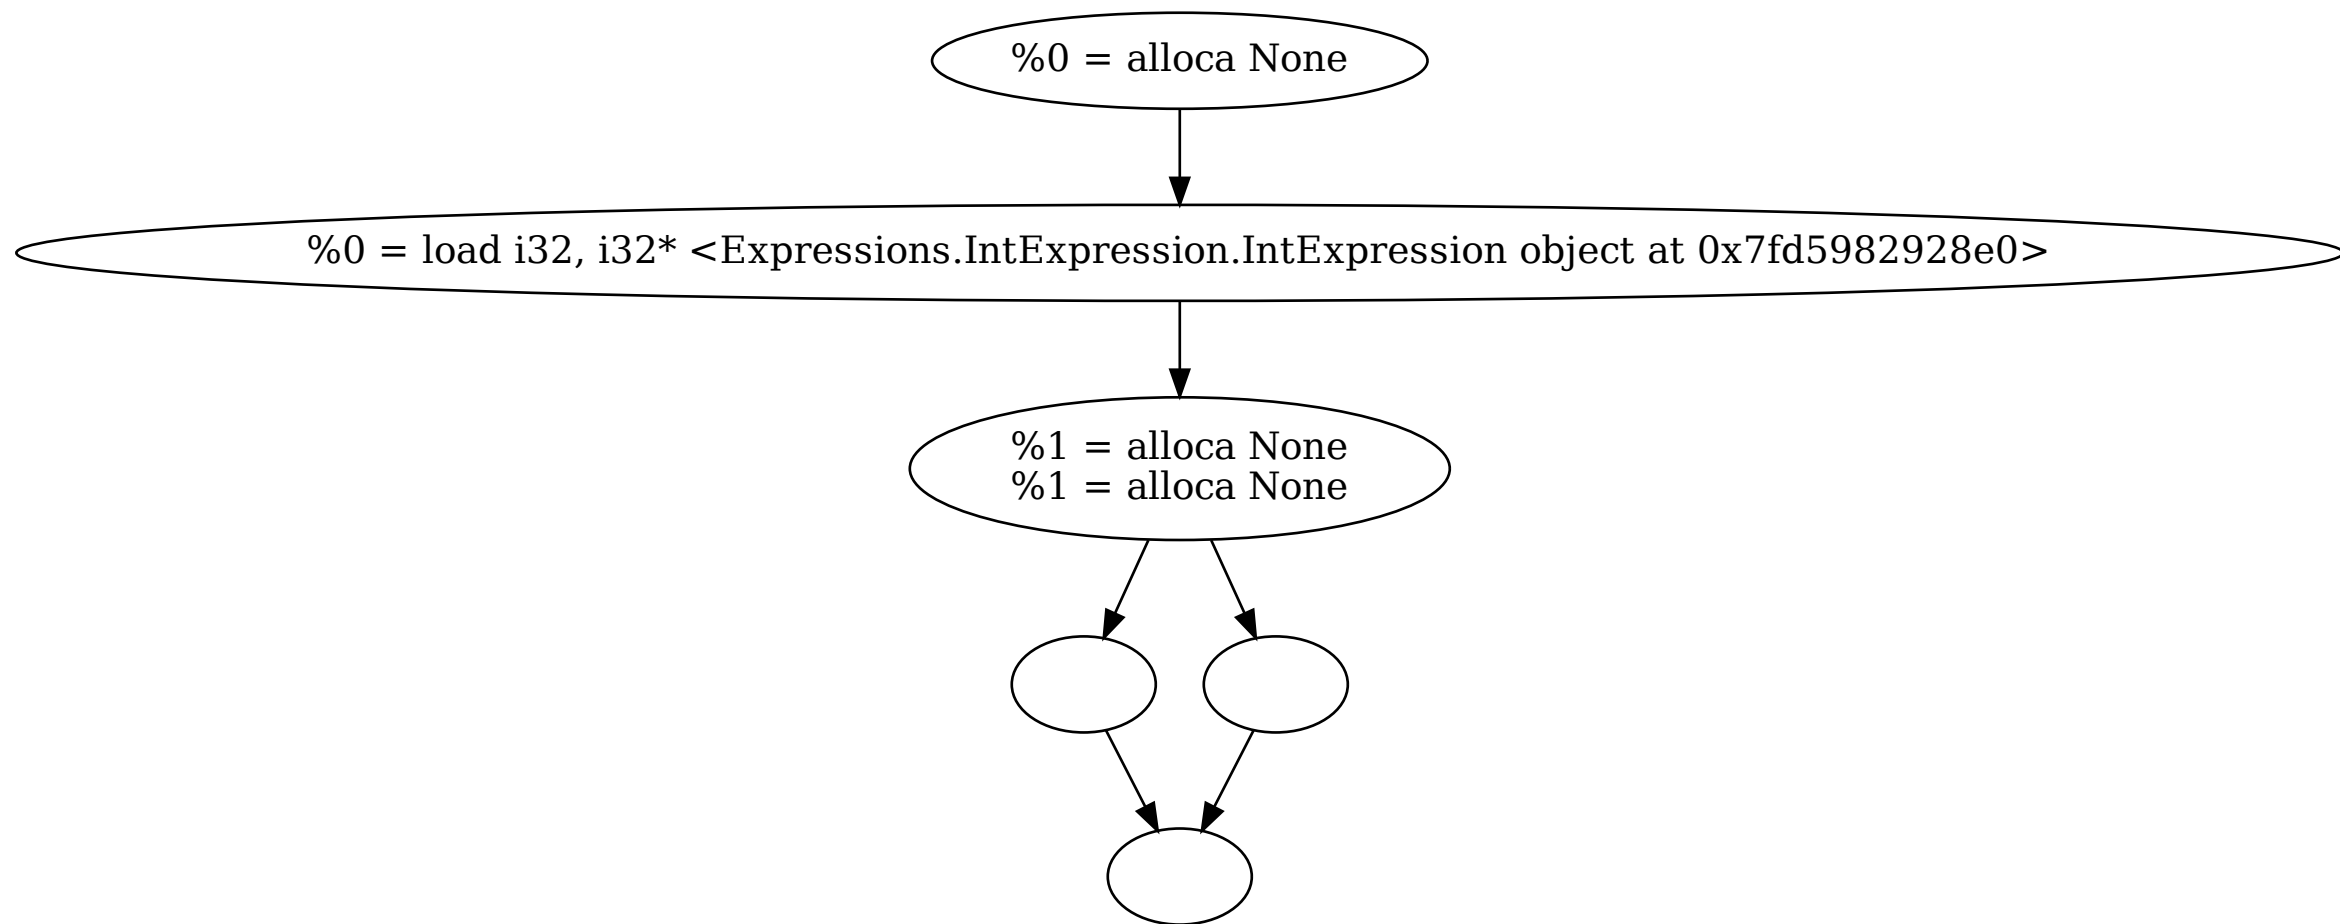 %0 = alloca None
%0 = load i32, i32* <Expressions.IntExpression.IntExpression object at 0x7fd5982928e0>
%1 = alloca None
%1 = alloca None